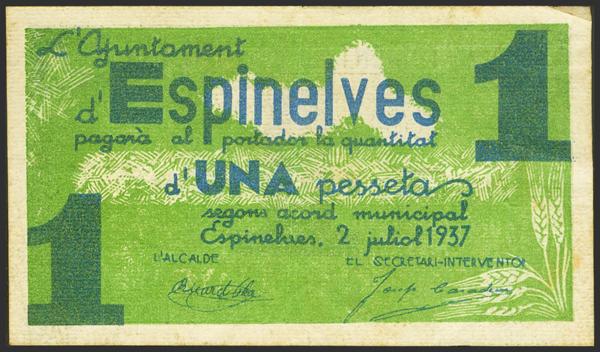 L'Ajuntament
d'Espinelves
pagarà al portador la quantitat
d'UNA pesseta
segons acord municipal
Espinelves, 2 juliol 1937
L'ALCALDE EL SECRETARI-INTERVENTOR
1
1